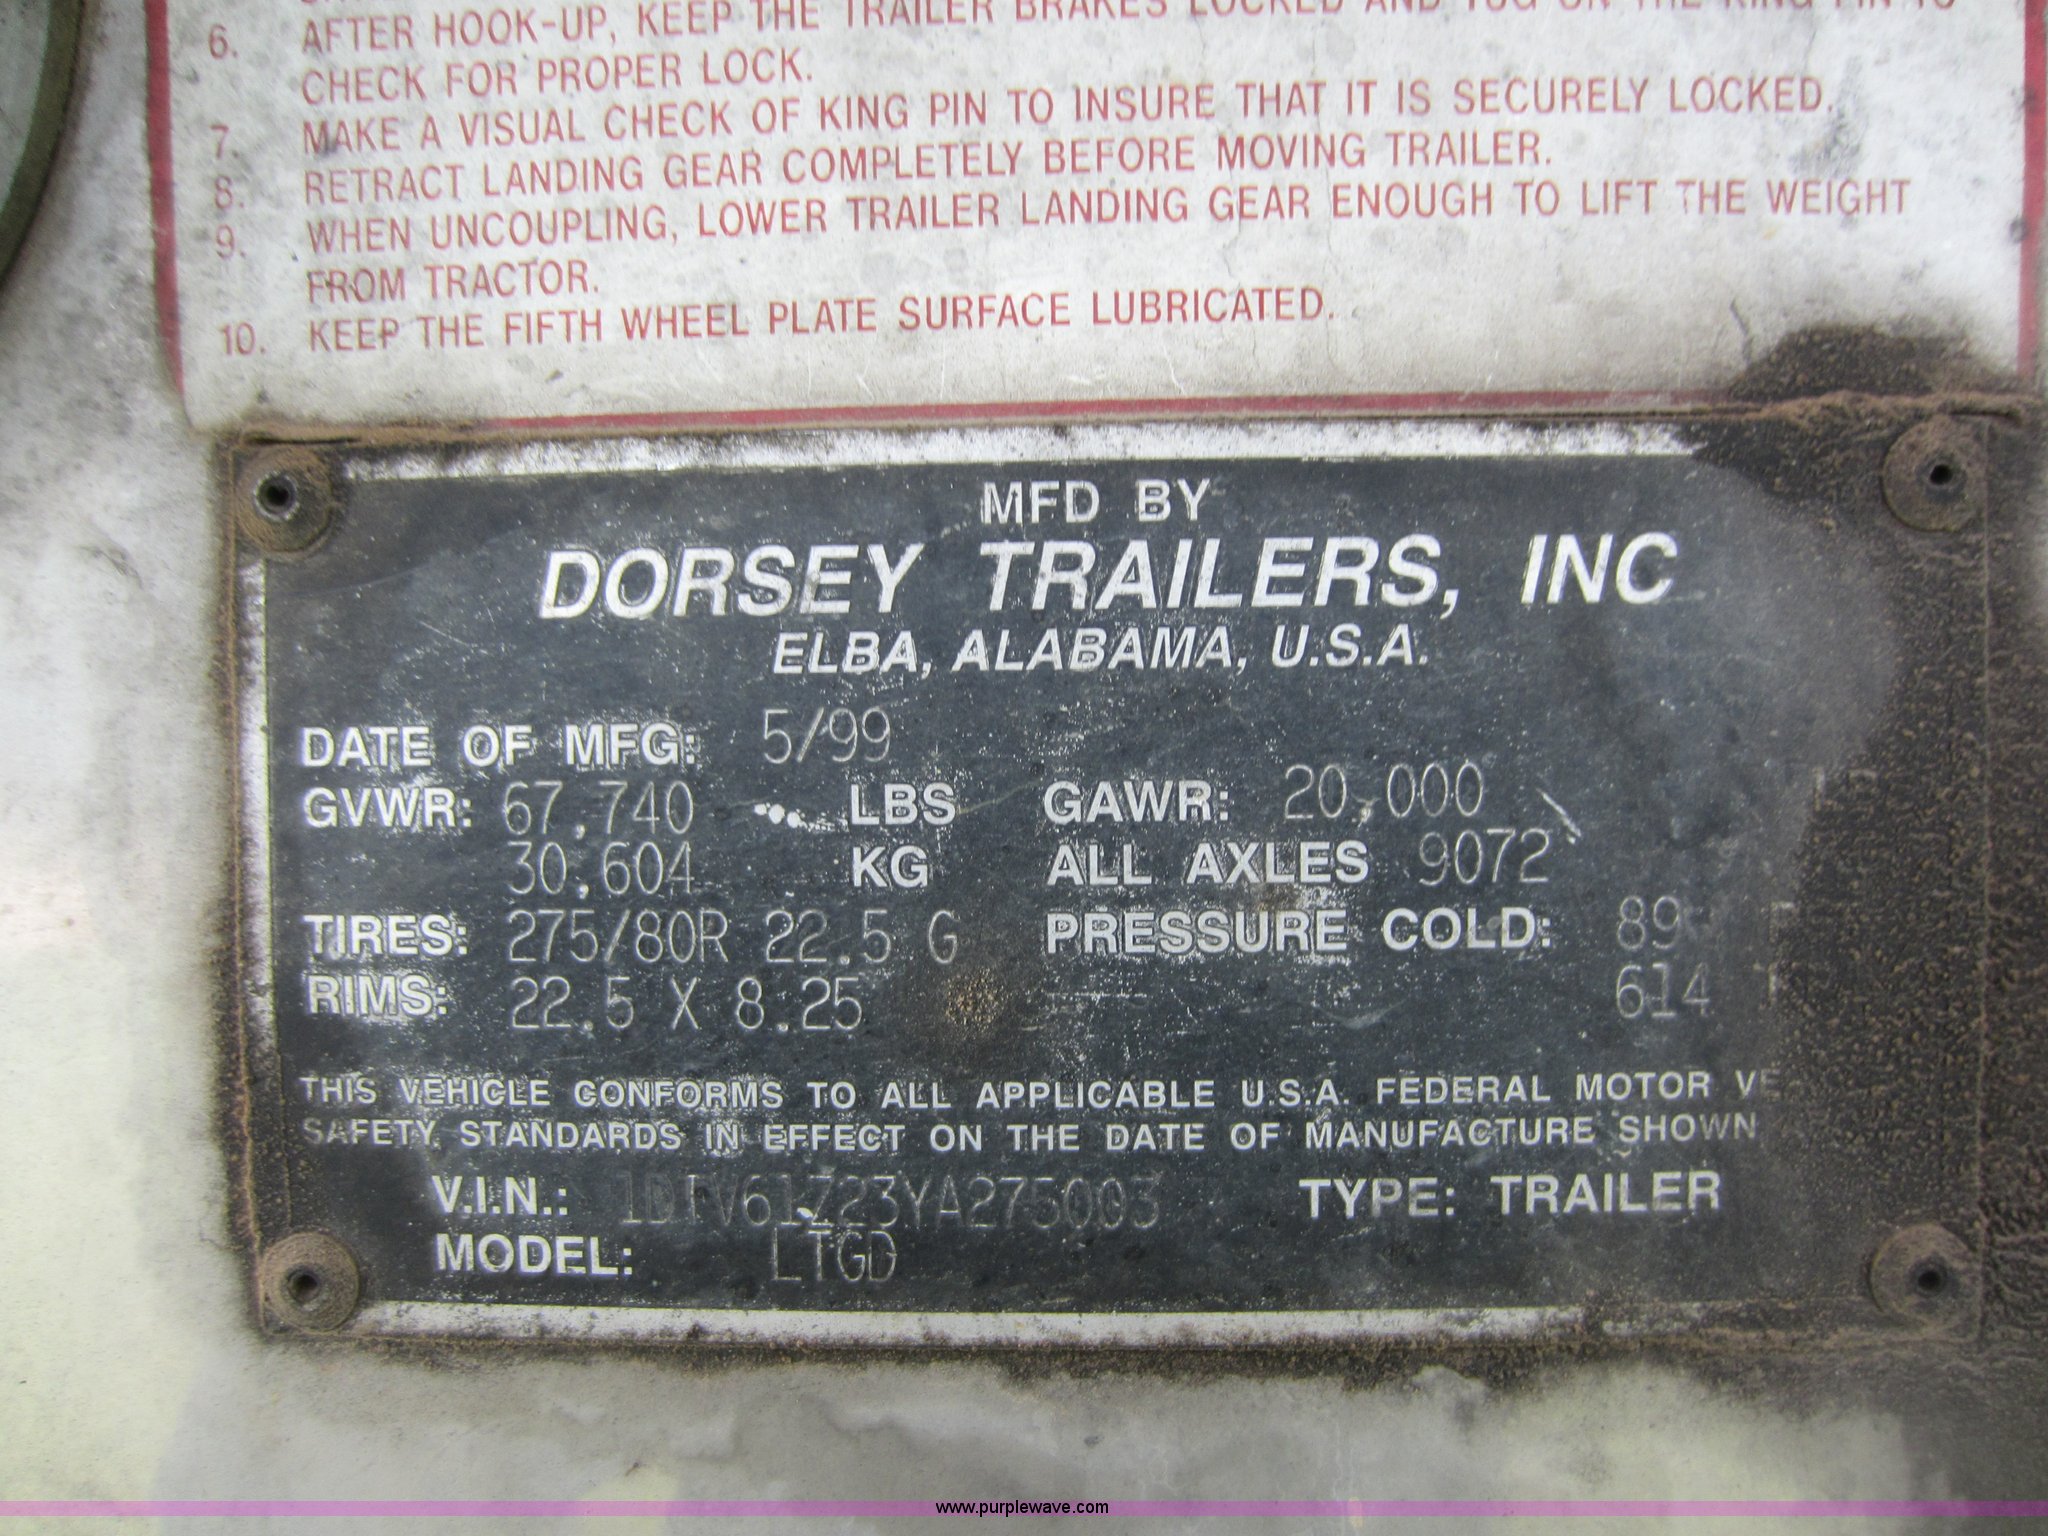 6. AFTER HOOK-UP, KEEP THE TRAILER BRAKES LOCKED AND TUG ON THE KING PIN TO
CHECK FOR PROPER LOCK.
7. MAKE A VISUAL CHECK OF KING PIN TO INSURE THAT IT IS SECURELY LOCKED.
8. RETRACT LANDING GEAR COMPLETELY BEFORE MOVING TRAILER.
9. WHEN UNCOUPLING, LOWER TRAILER LANDING GEAR ENOUGH TO LIFT THE WEIGHT
FROM TRACTOR.
10. KEEP THE FIFTH WHEEL PLATE SURFACE LUBRICATED.
MFD BY
DORSEY TRAILERS, INC
ELBA, ALABAMA, U.S.A.
DATE OF MFG: 5/99
GVWR: 67,740 LBS GAWR: 20,000
30,604 KG ALL AXLES 9072
TIRES: 275/80R 22.5 G PRESSURE COLD: 89
RIMS: 22.5 X 8.25 614
THIS VEHICLE CONFORMS TO ALL APPLICABLE U.S.A. FEDERAL MOTOR VE
SAFETY STANDARDS IN EFFECT ON THE DATE OF MANUFACTURE SHOWN
V.I.N.: 1DTV61Z23YA275003 TYPE: TRAILER
MODEL: LTGD
www.purplewave.com